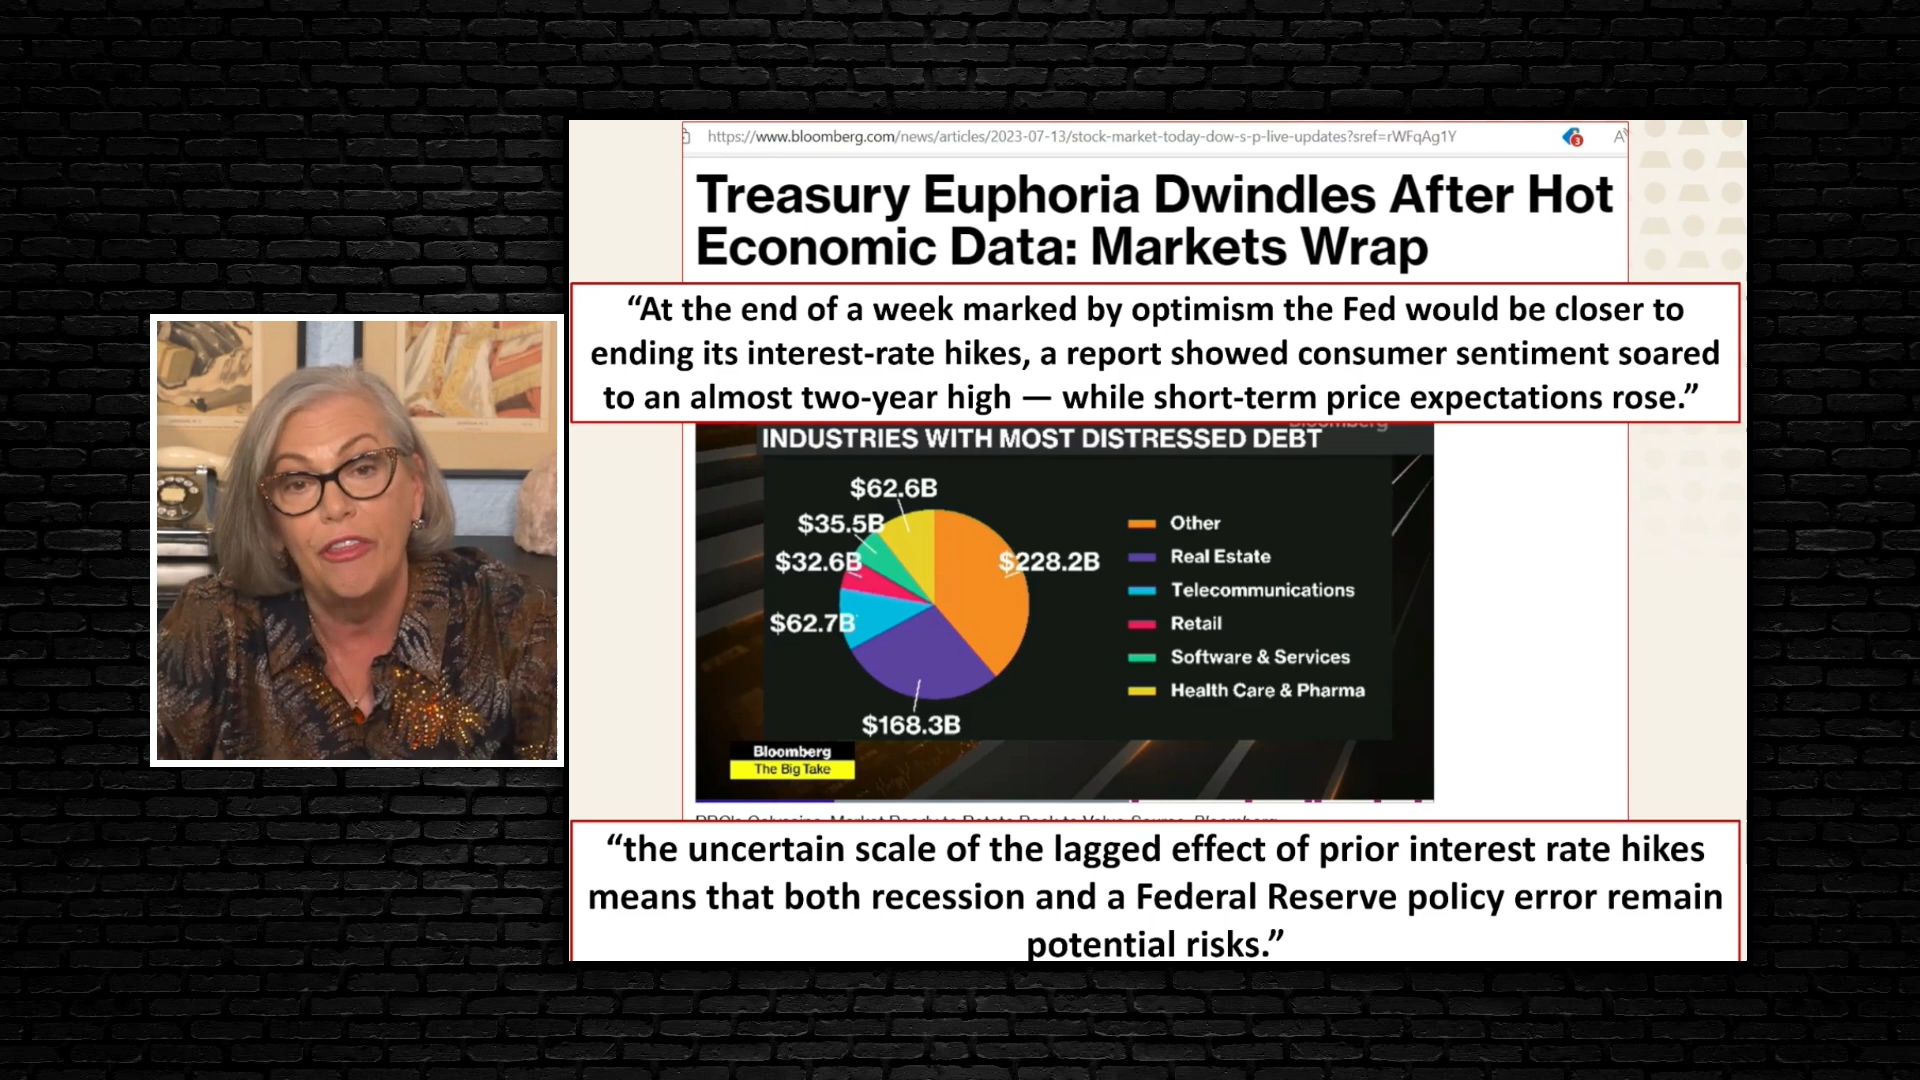 https://www.bloomberg.com/news/articles/2023-07-13/stock-market-today-dow-s-p-live-updates?sref=rWFqAg1Y
3
Treasury Euphoria Dwindles After Hot
Economic Data: Markets Wrap
“At the end of a week marked by optimism the Fed would be closer to
ending its interest-rate hikes, a report showed consumer sentiment soared
to an almost two-year high — while short-term price expectations rose.”
Bloomberg
INDUSTRIES WITH MOST DISTRESSED DEBT
$62.6B
$35.5B
$32.6B
$62.7B
$228.2B
$168.3B
Other
Real Estate
Telecommunications
Retail
Software & Services
Health Care & Pharma
Bloomberg
The Big Take
“the uncertain scale of the lagged effect of prior interest rate hikes
means that both recession and a Federal Reserve policy error remain
potential risks.”